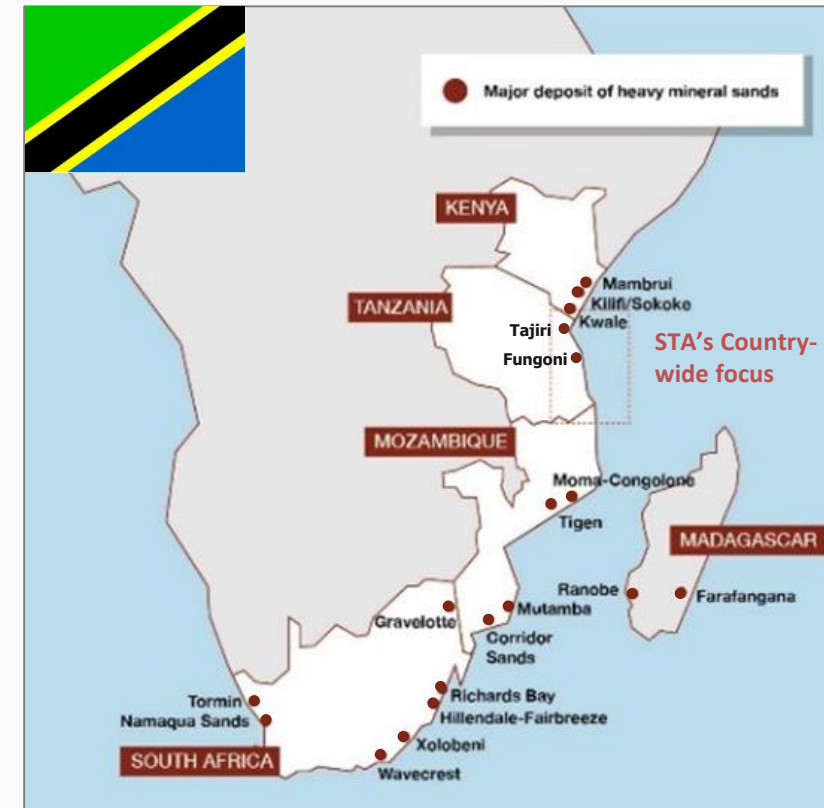 Major deposit of heavy mineral sands
KENYA
Mambrui
Kilifi/Sokoke
TANZANIA
Kwale
Tajiri
STA's Country-
wide focus
Fungoni
MOZAMBIQUE
Moma-Congolone
Tigen
MADAGASCAR
Ranobe
Farafangana
Mutamba
Gravelotte
Corridor
Sands
Tormin
Richards Bay
Namaqua Sands
Hillendale-Fairbreeze
Xolobeni
SOUTH AFRICA
Wavecrest